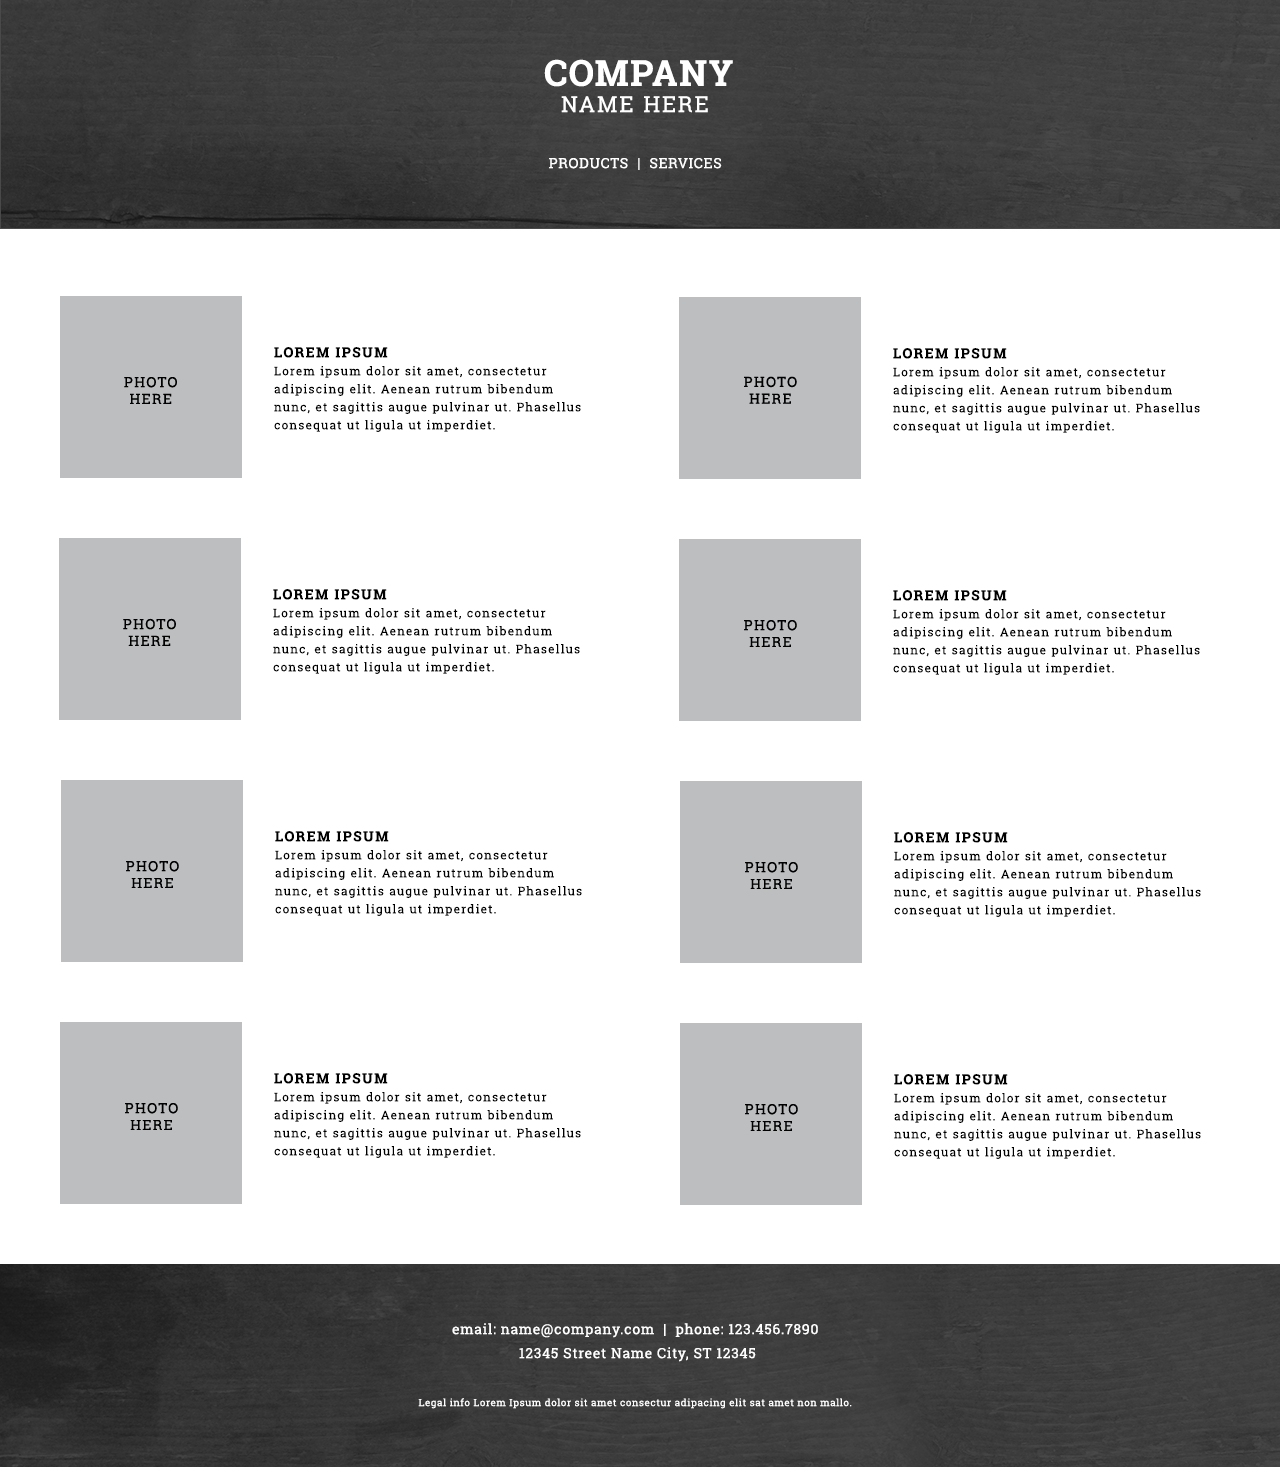 COMPANY
NAME HERE
PRODUCTS | SERVICES
PHOTO
HERE
LOREM IPSUM
Lorem ipsum dolor sit amet, consectetur
adipiscing elit. Aenean rutrum bibendum
nunc, et sagittis augue pulvinar ut. Phasellus
consequat ut ligula ut imperdiet.
PHOTO
HERE
LOREM IPSUM
Lorem ipsum dolor sit amet, consectetur
adipiscing elit. Aenean rutrum bibendum
nunc, et sagittis augue pulvinar ut. Phasellus
consequat ut ligula ut imperdiet.
PHOTO
HERE
LOREM IPSUM
Lorem ipsum dolor sit amet, consectetur
adipiscing elit. Aenean rutrum bibendum
nunc, et sagittis augue pulvinar ut. Phasellus
consequat ut ligula ut imperdiet.
PHOTO
HERE
LOREM IPSUM
Lorem ipsum dolor sit amet, consectetur
adipiscing elit. Aenean rutrum bibendum
nunc, et sagittis augue pulvinar ut. Phasellus
consequat ut ligula ut imperdiet.
PHOTO
HERE
LOREM IPSUM
Lorem ipsum dolor sit amet, consectetur
adipiscing elit. Aenean rutrum bibendum
nunc, et sagittis augue pulvinar ut. Phasellus
consequat ut ligula ut imperdiet.
PHOTO
HERE
LOREM IPSUM
Lorem ipsum dolor sit amet, consectetur
adipiscing elit. Aenean rutrum bibendum
nunc, et sagittis augue pulvinar ut. Phasellus
consequat ut ligula ut imperdiet.
PHOTO
HERE
LOREM IPSUM
Lorem ipsum dolor sit amet, consectetur
adipiscing elit. Aenean rutrum bibendum
nunc, et sagittis augue pulvinar ut. Phasellus
consequat ut ligula ut imperdiet.
PHOTO
HERE
LOREM IPSUM
Lorem ipsum dolor sit amet, consectetur
adipiscing elit. Aenean rutrum bibendum
nunc, et sagittis augue pulvinar ut. Phasellus
consequat ut ligula ut imperdiet.
email: name@company.com | phone: 123.456.7890
12345 Street Name City, ST 12345
Legal info Lorem Ipsum dolor sit amet consectur adipacing elit sat amet non mallo.